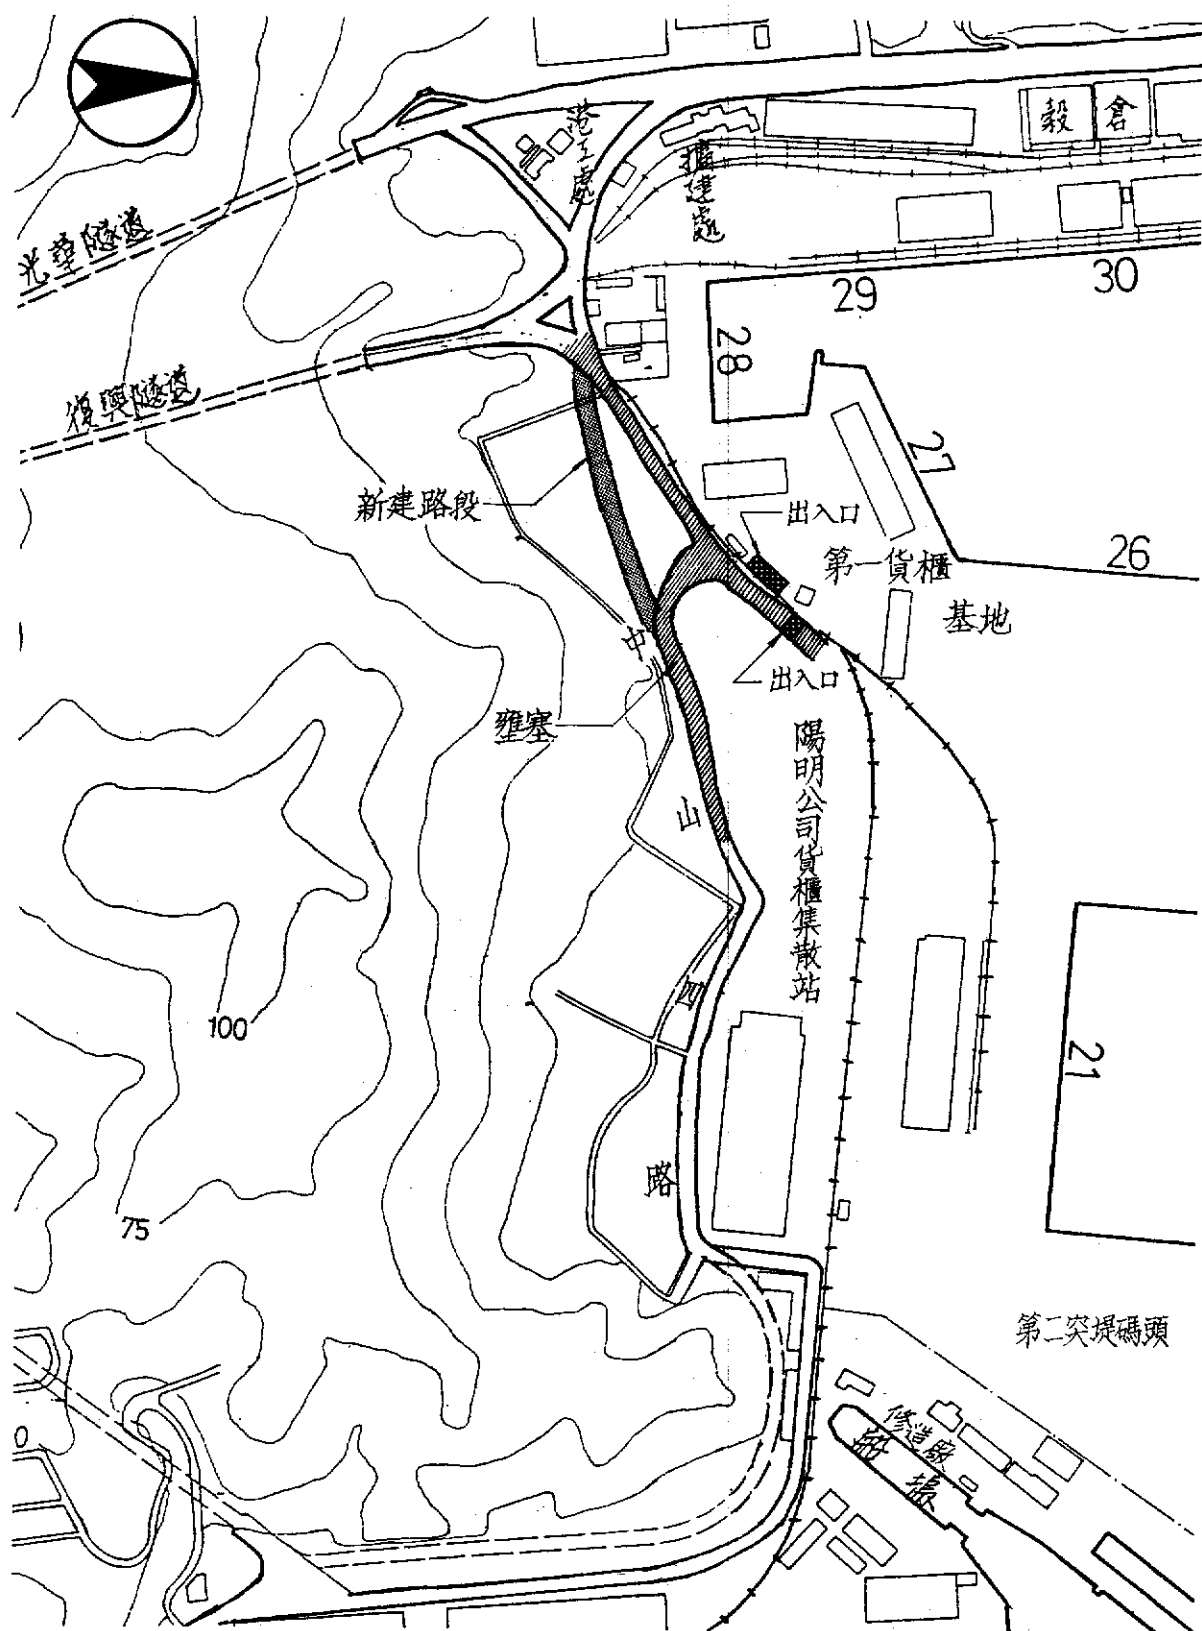 穀倉
港工處
擴建處
光華隧道
29
30
28
復興隧道
27
新建路段
出入口
第一貨櫃
26
基地
中山四路
出入口
壅塞
陽明公司貨櫃集散站
100
21
75
第二突堤碼頭
修造廠
船塢